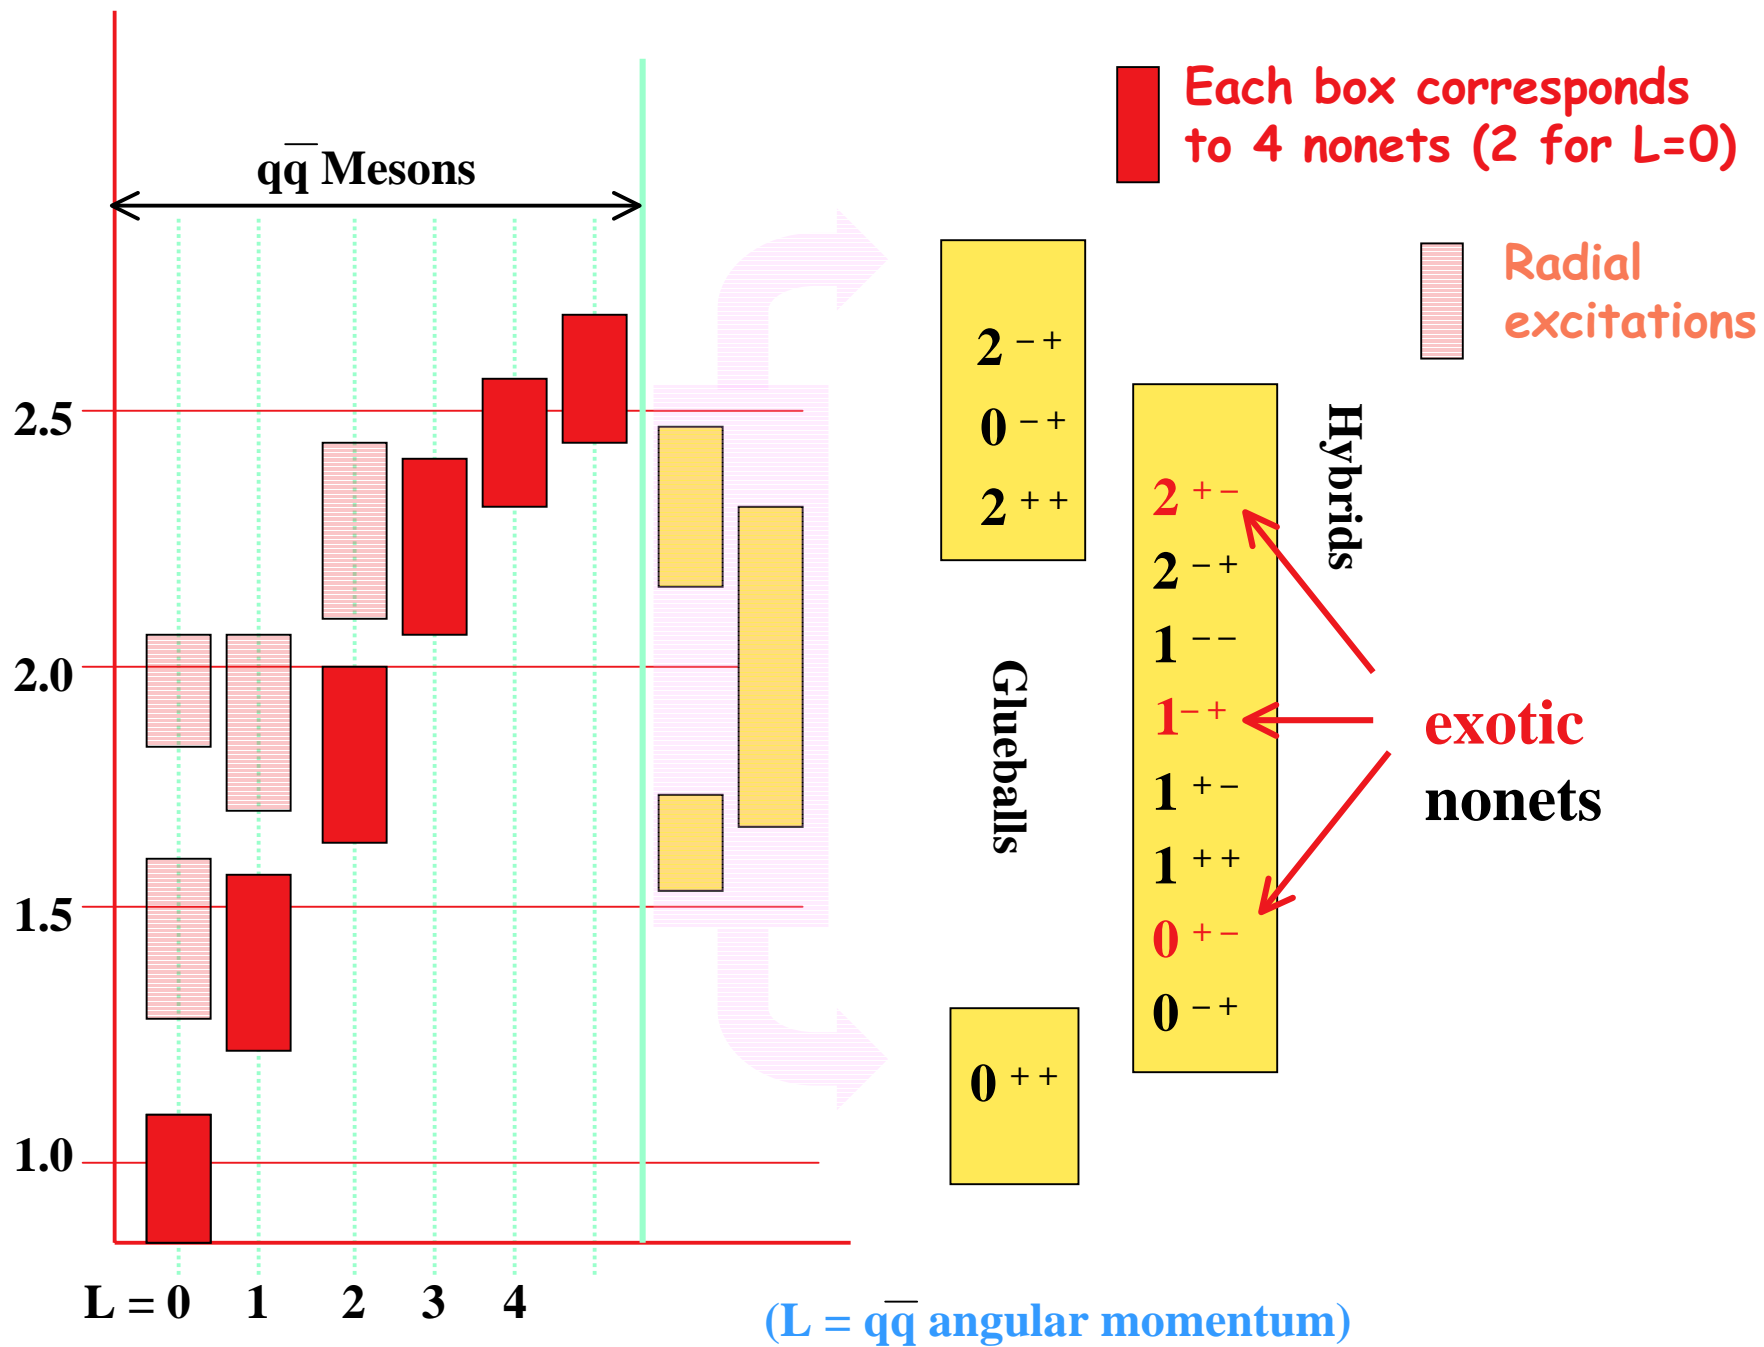 Each box corresponds
to 4 nonets (2 for L=0)
qq̅ Mesons
Radial
excitations
2.5
2.0
1.5
1.0
2 − +
0 − +
2 + +
Glueballs
0 + +
Hybrids
2 + −
2 − +
1 − −
1 − +
1 + −
1 + +
0 + −
0 − +
exotic
nonets
L = 0 1 2 3 4
(L = qq̅ angular momentum)